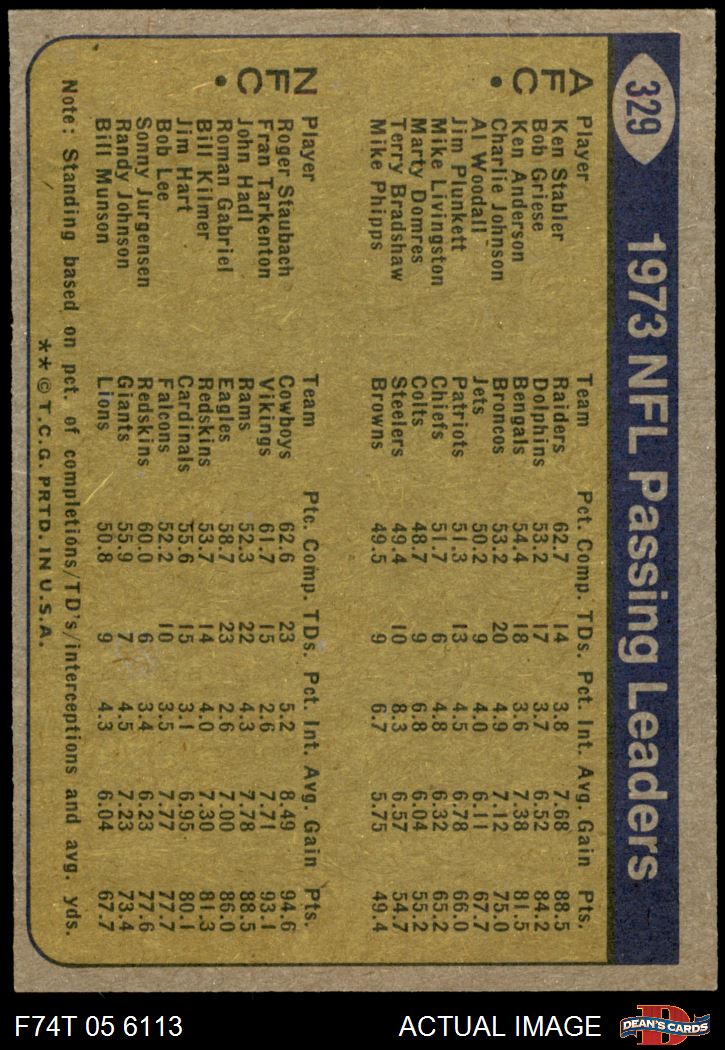 329
1973 NFL Passing Leaders
AFC.
Player Team Pct. Comp. TDs. Pct. Int. Avg. Gain Pts.
Ken Stabler Raiders 62.7 14 3.8 7.68 88.5
Bob Griese Dolphins 53.2 17 3.7 6.52 84.2
Ken Anderson Bengals 54.4 18 3.6 7.38 81.5
Charlie Johnson Broncos 53.2 20 4.9 7.12 75.0
Al Woodall Jets 50.2 9 4.0 6.11 67.7
Jim Plunkett Patriots 51.3 13 4.5 6.78 66.0
Mike Livingston Chiefs 51.7 6 4.8 6.32 65.2
Marty Domres Colts 48.7 9 6.8 6.04 55.2
Terry Bradshaw Steelers 49.4 10 8.3 6.57 54.7
Mike Phipps Browns 49.5 9 6.7 5.75 49.4
NFC.
Player Team Ptc. Comp. TDs. Pct. Int. Avg. Gain Pts.
Roger Staubach Cowboys 62.6 23 5.2 8.49 94.6
Fran Tarkenton Vikings 61.7 15 2.6 7.71 93.1
John Hadl Rams 52.3 22 4.3 7.78 88.5
Roman Gabriel Eagles 58.7 23 2.6 7.00 86.0
Bill Kilmer Redskins 53.7 14 4.0 7.30 81.3
Jim Hart Cardinals 55.6 15 3.1 6.95 80.1
Bob Lee Falcons 52.2 10 3.5 7.77 77.7
Sonny Jurgensen Redskins 60.0 6 3.4 6.23 77.6
Randy Johnson Giants 55.9 7 4.5 7.23 73.4
Bill Munson Lions 50.8 9 4.3 6.04 67.7
Note: Standing based on pct. of completions/TD's/interceptions and avg. yds.
**©T.C.G. PRTD. IN U.S.A.
F74T 05 6113 ACTUAL IMAGE
D
DEAN'S CARDS